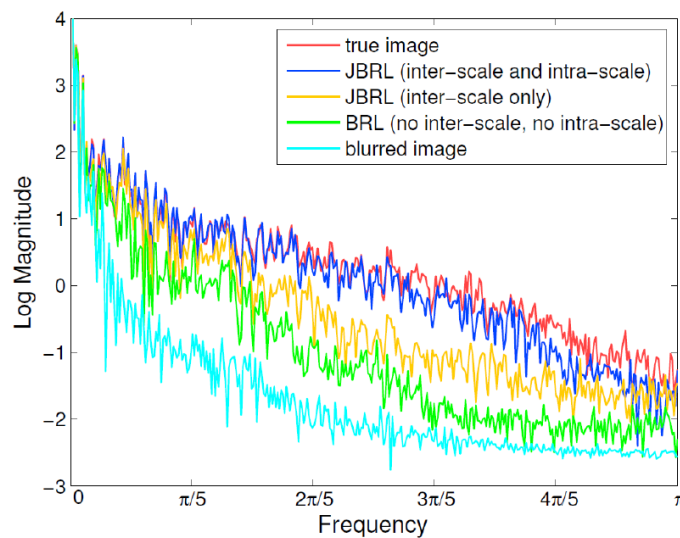 4
3
2
1
0
−1
−2
−3
Log Magnitude
true image
JBRL (inter−scale and intra−scale)
JBRL (inter−scale only)
BRL (no inter−scale, no intra−scale)
blurred image
0
π/5
2π/5
3π/5
4π/5
π
Frequency